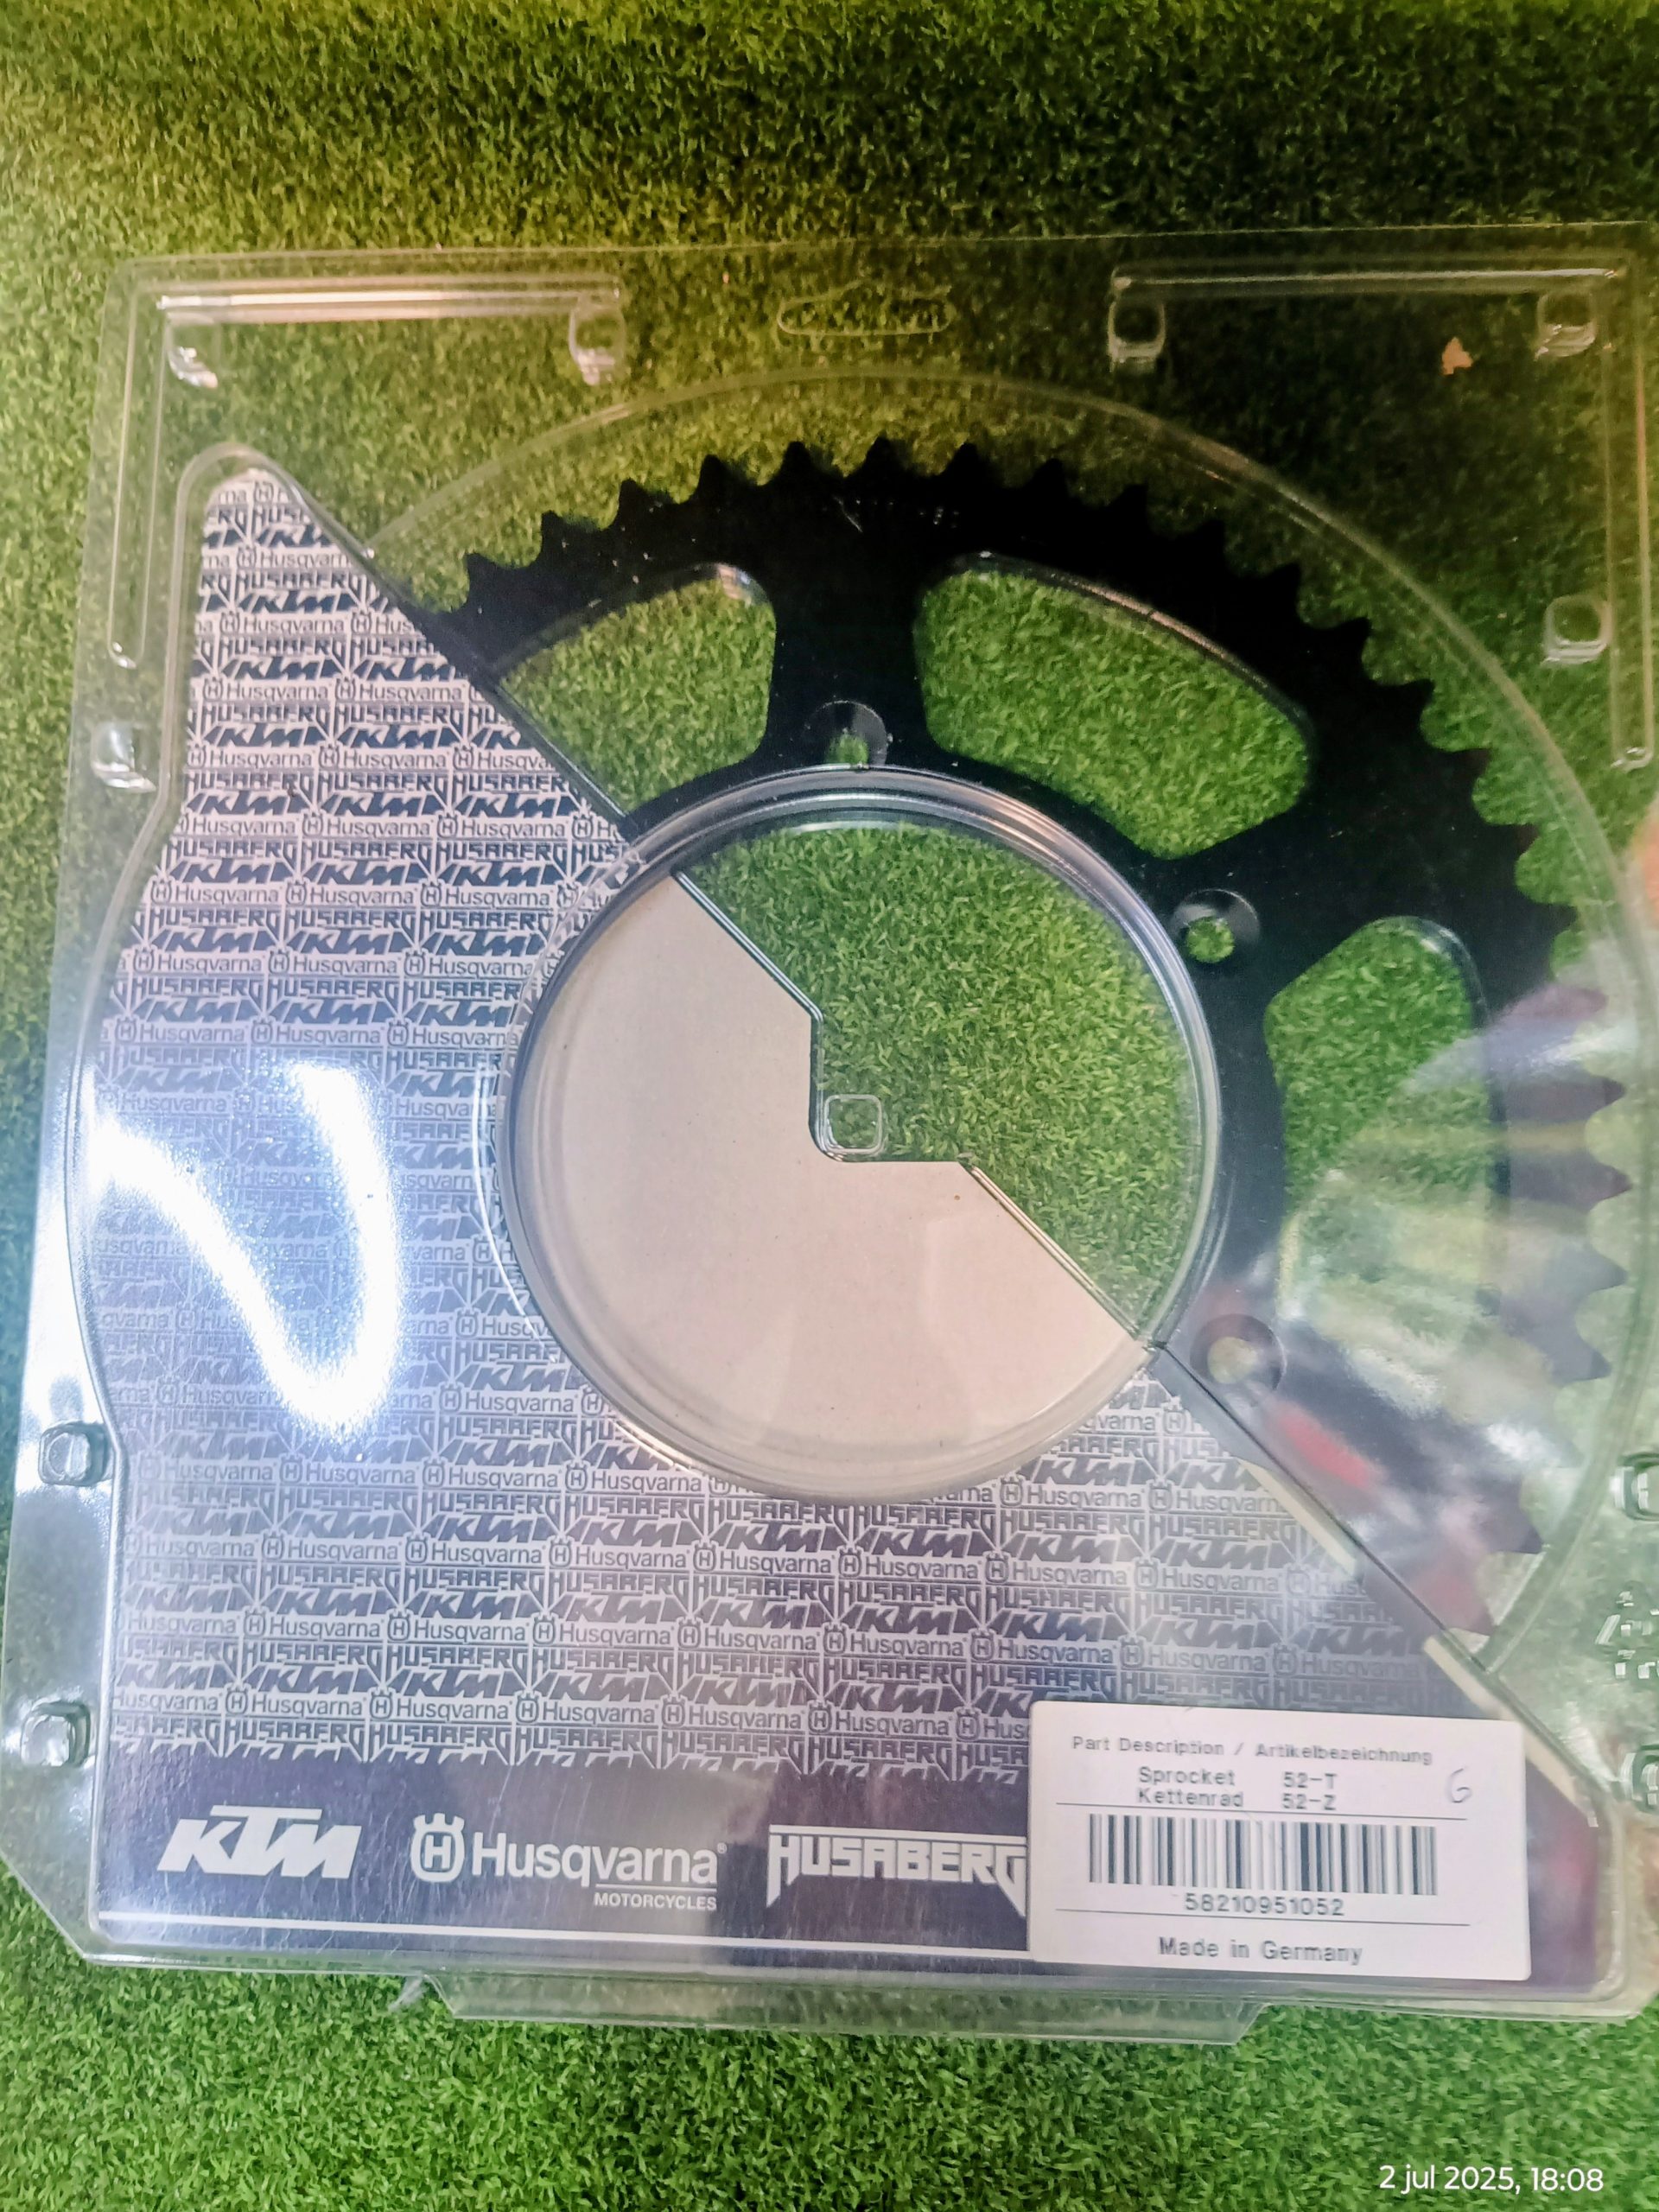 KTM
Husqvarna
MOTORCYCLES
HUSABERG
Part Description / Artikelbezeichnung
Sprocket 52-T
Kettenrad 52-Z
G
58210951052
Made in Germany
2 jul 2025, 18:08